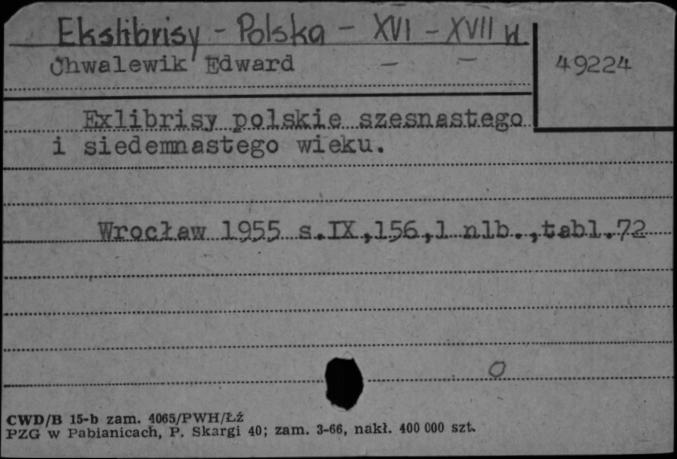 Ekslibrisy - Polska - XVI - XVII w.
Chwalewik Edward - -
49224
Exlibrisy polskie szesnastego
i siedemnastego wieku.
Wrocław 1955 s.IX,156,1 nlb.,tabl.72
O
CWD/B 15-b zam. 4065/PWH/Łź
PZG w Pabianicach, P. Skargi 40; zam. 3-66, nakł. 400 000 szt.